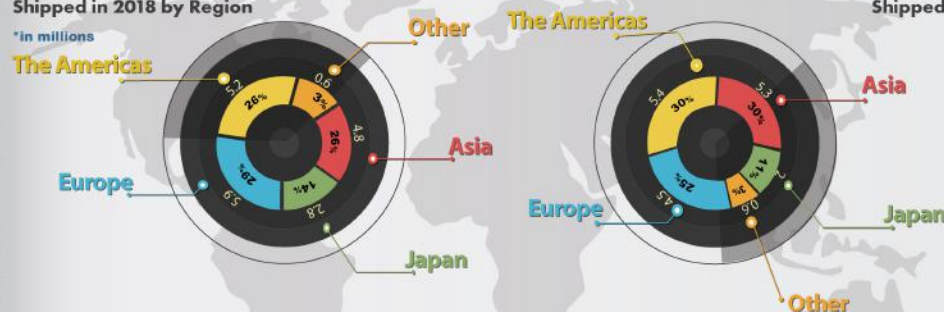 Shipped in 2018 by Region
*in millions
The Americas
Other
Asia
Japan
Europe
5.2
0.6
4.8
2.8
5.9
26%
3%
26%
14%
29%
Shipped
The Americas
Asia
Japan
Other
Europe
5.4
5.3
2
0.6
4.5
30%
30%
11%
3%
25%